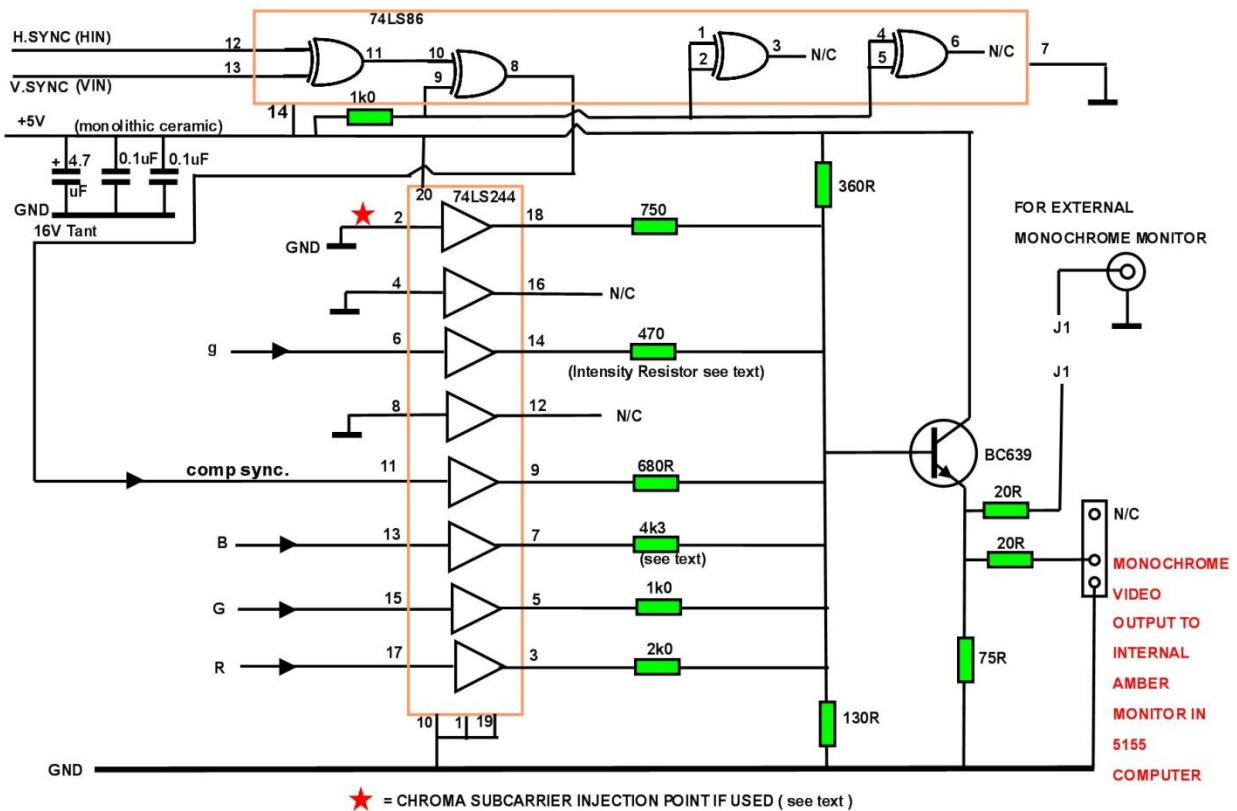 74LS86
H.SYNC (HIN)
12
11
10
8
9
13
V.SYNC (VIN)
1
2
3
N/C
4
5
6
N/C
7
14
1k0
+5V
(monolithic ceramic)
+ 4.7
uF
0.1uF
0.1uF
GND
16V Tant
20
74LS244
360R
FOR EXTERNAL
MONOCHROME MONITOR
J1
J1
GND
2
18
750
4
16
N/C
g
6
14
470
(Intensity Resistor see text)
8
12
N/C
comp sync.
11
9
680R
BC639
20R
20R
N/C
B
13
7
4k3
(see text)
G
15
5
1k0
R
17
3
2k0
75R
130R
MONOCHROME
VIDEO
OUTPUT TO
INTERNAL
AMBER
MONITOR IN
5155
COMPUTER
10
1
19
GND
= CHROMA SUBCARRIER INJECTION POINT IF USED ( see text )